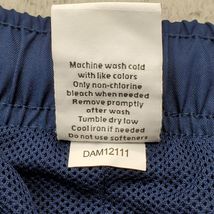 Machine wash cold
with like colors
Only non-chlorine
bleach when needed
Remove promptly
after wash
Tumble dry low
Cool iron if needed
Do not use softeners
DAM12111